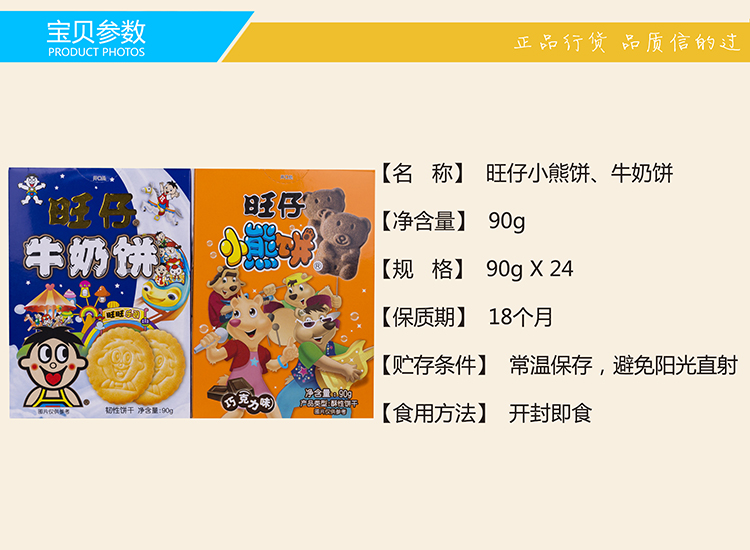 宝贝参数
PRODUCT PHOTOS
正品行货 品质信的过
【名 称】 旺仔小熊饼、牛奶饼
【净含量】 90g
【规 格】 90g X 24
【保质期】 18个月
【贮存条件】 常温保存，避免阳光直射
【食用方法】 开封即食
旺仔
牛奶饼
旺旺乐园
图片仅供参考
韧性饼干 净含量:90g
旺仔
小熊饼
巧克力味
净含量:90g
产品类型:酥性饼干
图片仅供参考